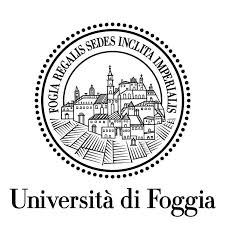 FOGIA REGALIS SEDES INCLITA IMPERIALIS
Università di Foggia